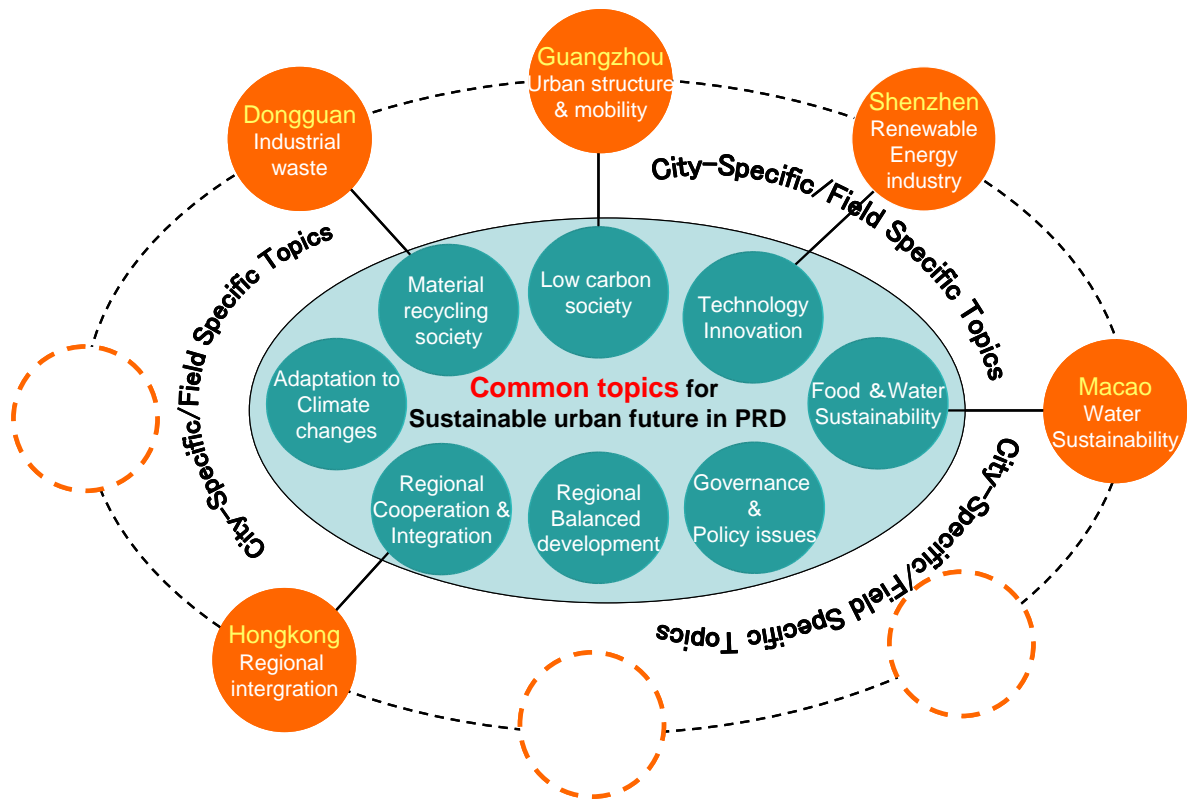 Guangzhou
Urban structure
& mobility
Dongguan
Industrial
waste
Shenzhen
Renewable
Energy
industry
City-Specific/Field Specific Topics
City-Specific/Field Specific Topics
Material
recycling
society
Low carbon
society
Technology
Innovation
Adaptation to
Climate
changes
Common topics for
Sustainable urban future in PRD
Food & Water
Sustainability
Macao
Water
Sustainability
Regional
Cooperation &
Integration
Regional
Balanced
development
Governance
&
Policy issues
City-Specific/Field Specific Topics
Hongkong
Regional
intergration